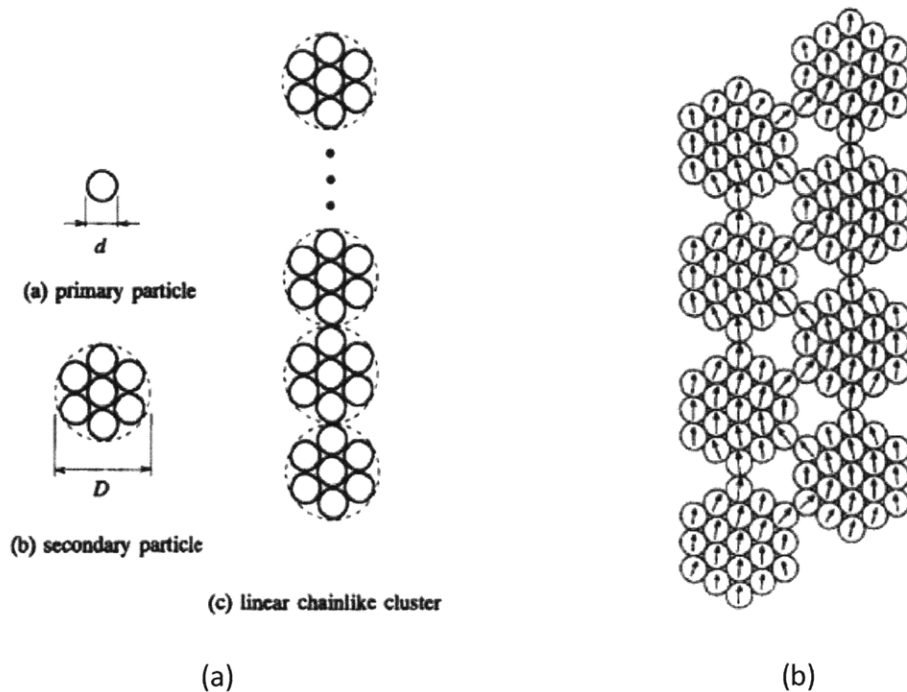 d
(a) primary particle
D
(b) secondary particle
(c) linear chainlike cluster
(a)
(b)